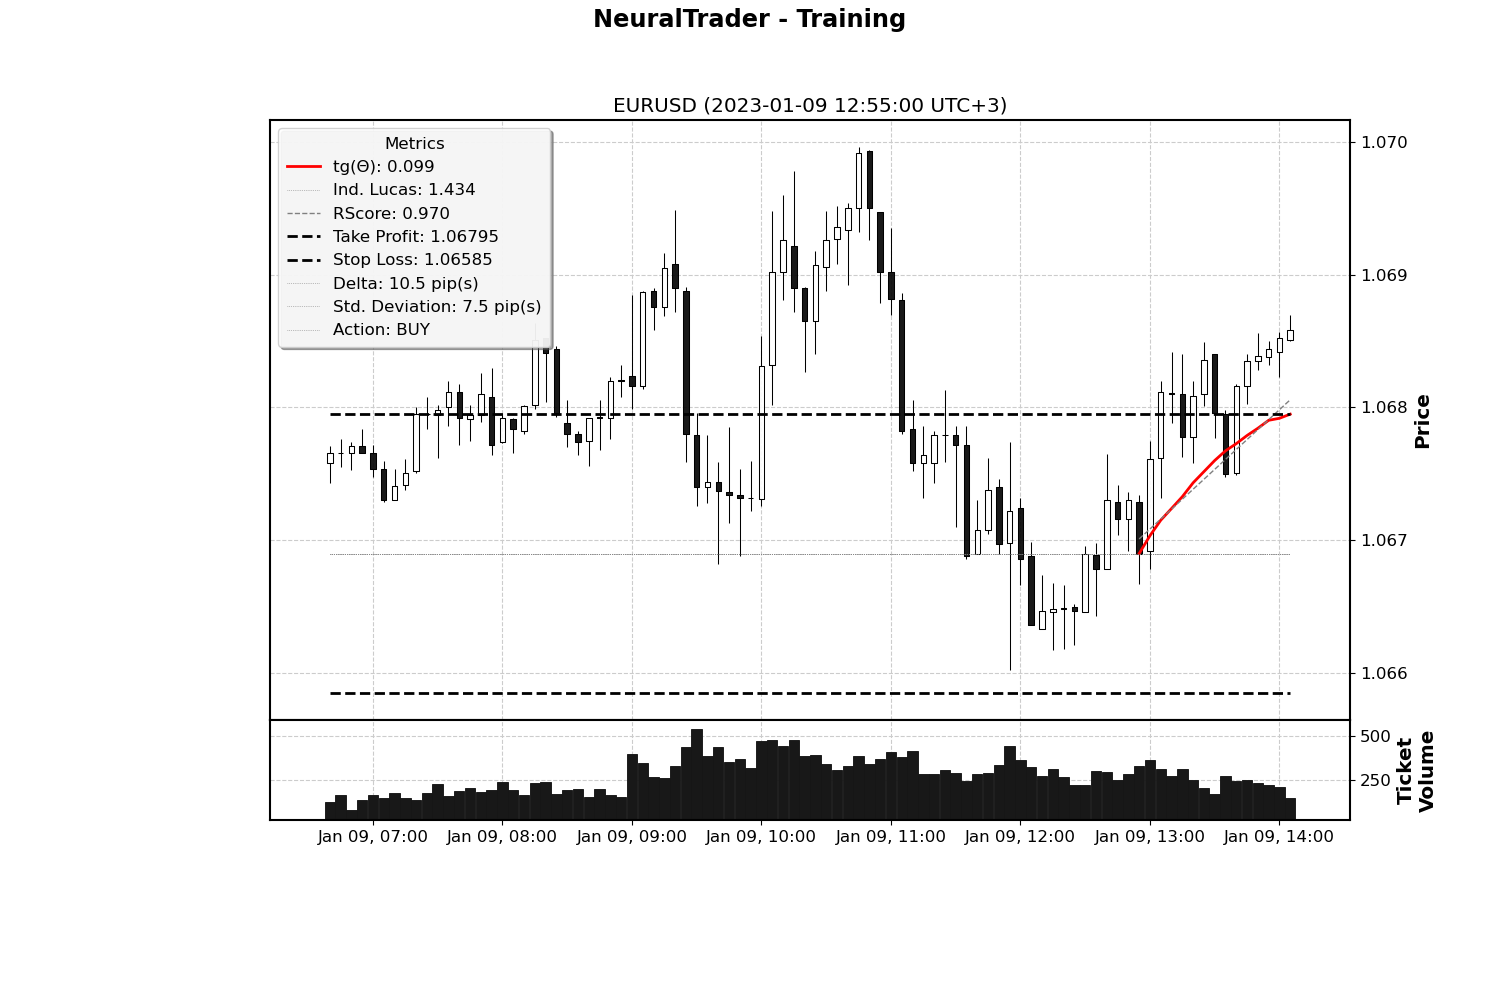 NeuralTrader - Training
EURUSD (2023-01-09 12:55:00 UTC+3)
Metrics
tg(Θ): 0.099
Ind. Lucas: 1.434
RScore: 0.970
Take Profit: 1.06795
Stop Loss: 1.06585
Delta: 10.5 pip(s)
Std. Deviation: 7.5 pip(s)
Action: BUY
1.070
1.069
1.068
1.067
1.066
Price
500
250
Ticket
Volume
Jan 09, 07:00
Jan 09, 08:00
Jan 09, 09:00
Jan 09, 10:00
Jan 09, 11:00
Jan 09, 12:00
Jan 09, 13:00
Jan 09, 14:00